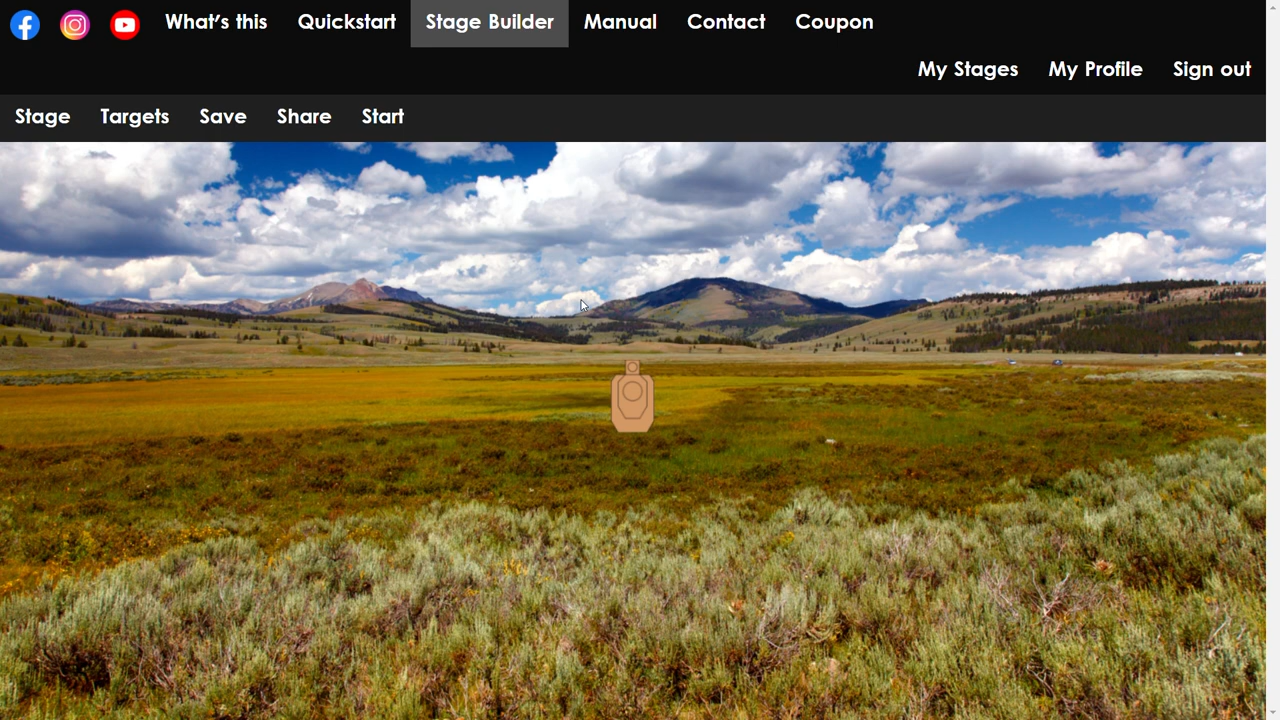 What's this Quickstart Stage Builder Manual Contact Coupon
My Stages My Profile Sign out
Stage Targets Save Share Start